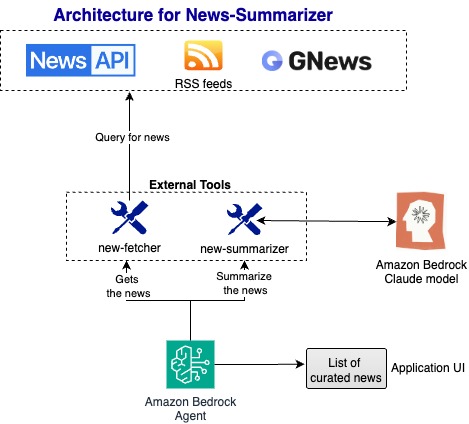 Architecture for News-Summarizer
News API
GNews
RSS feeds
Query for news
External Tools
new-fetcher
new-summarizer
Amazon Bedrock
Claude model
Gets
the news
Summarize
the news
List of
curated news
Application UI
Amazon Bedrock
Agent